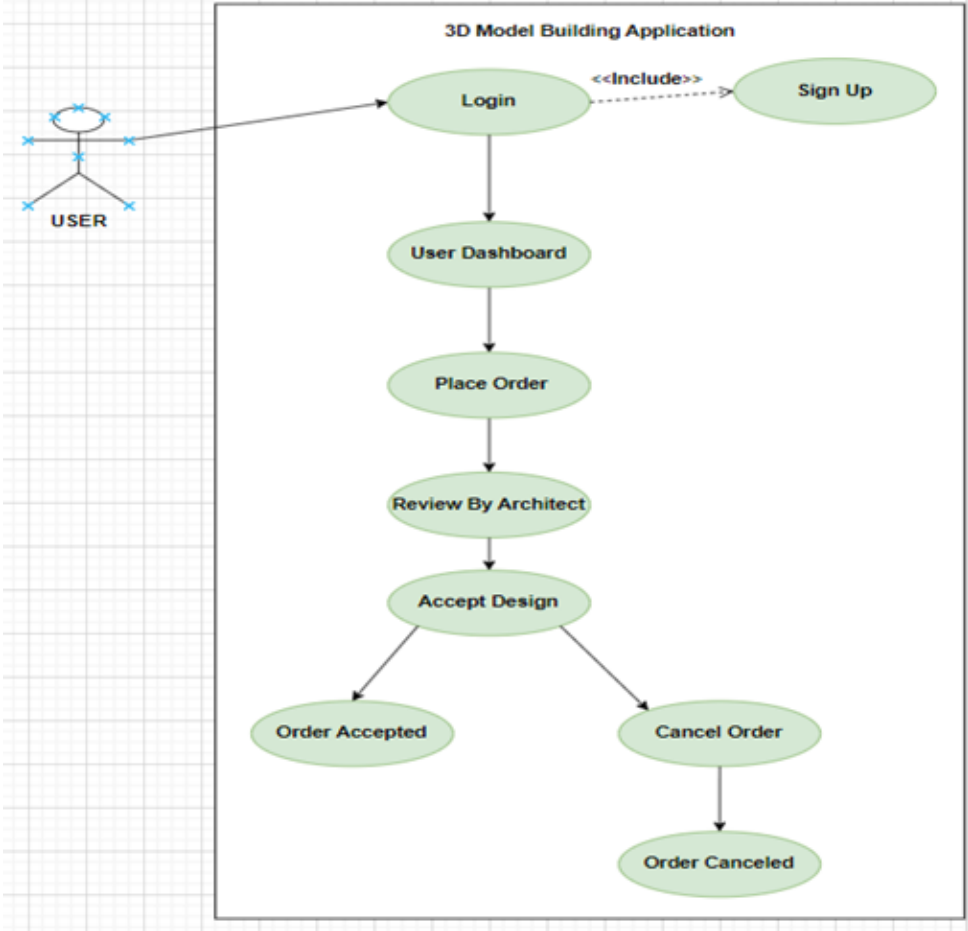 3D Model Building Application
<<Include>>
Login
Sign Up
USER
User Dashboard
Place Order
Review By Architect
Accept Design
Order Accepted
Cancel Order
Order Canceled